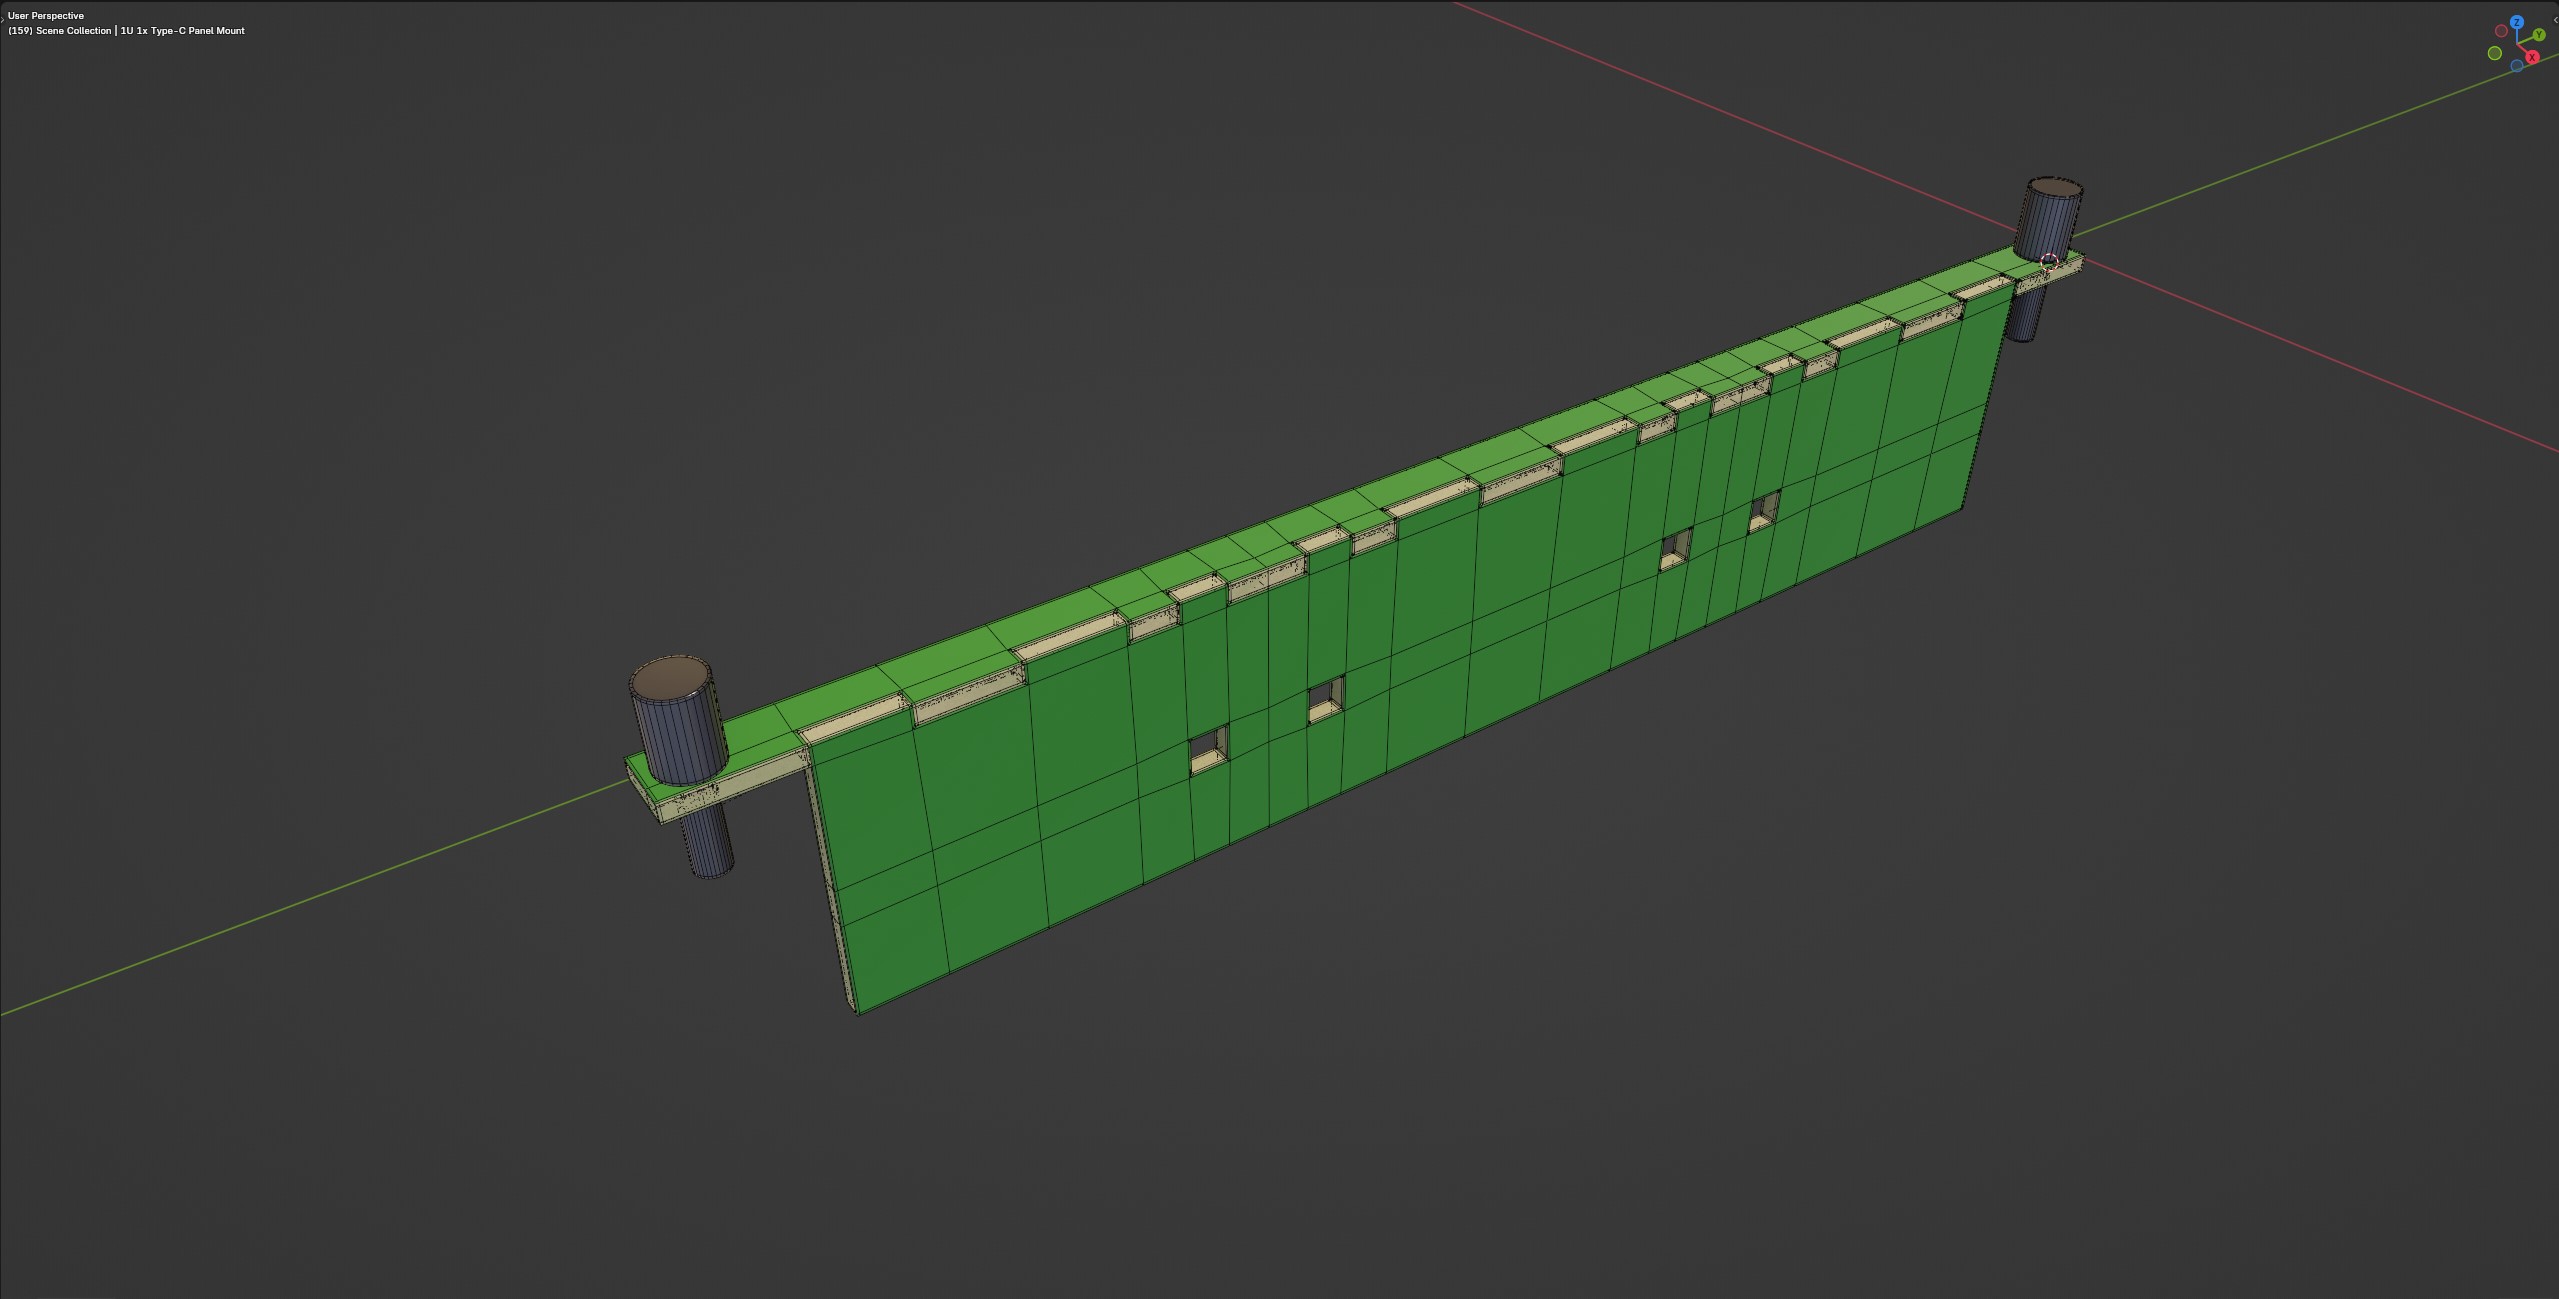 User Perspective
(159) Scene Collection | 1U 1x Type-C Panel Mount
Z
Y
X